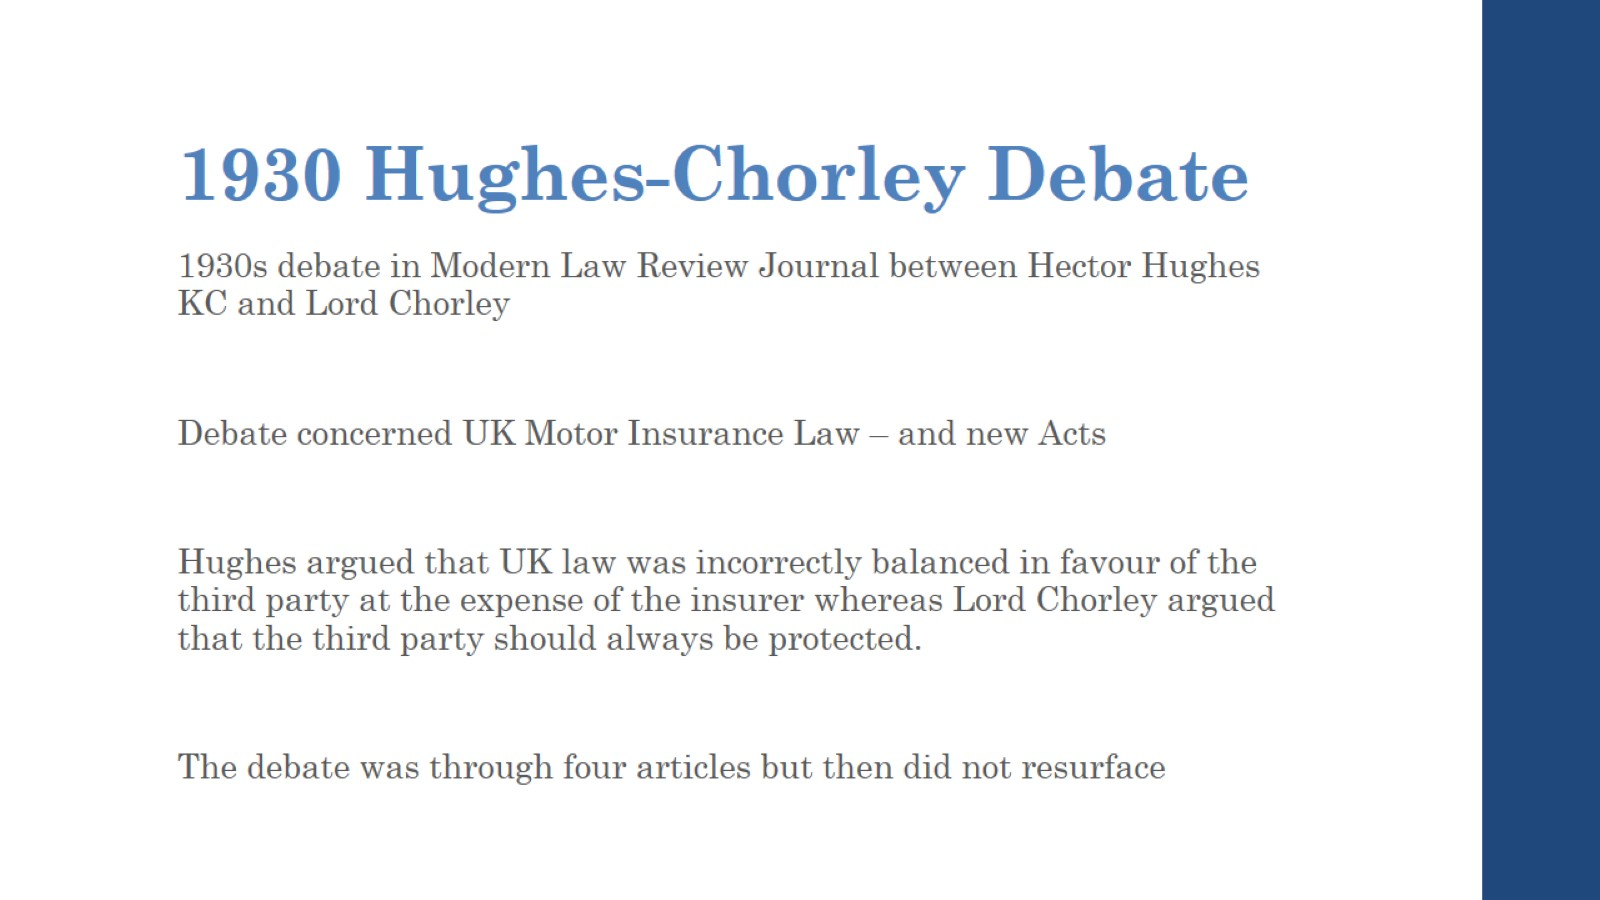 1930 Hughes-Chorley Debate
1930s debate in Modern Law Review Journal between Hector Hughes
KC and Lord Chorley
Debate concerned UK Motor Insurance Law – and new Acts
Hughes argued that UK law was incorrectly balanced in favour of the
third party at the expense of the insurer whereas Lord Chorley argued
that the third party should always be protected.
The debate was through four articles but then did not resurface